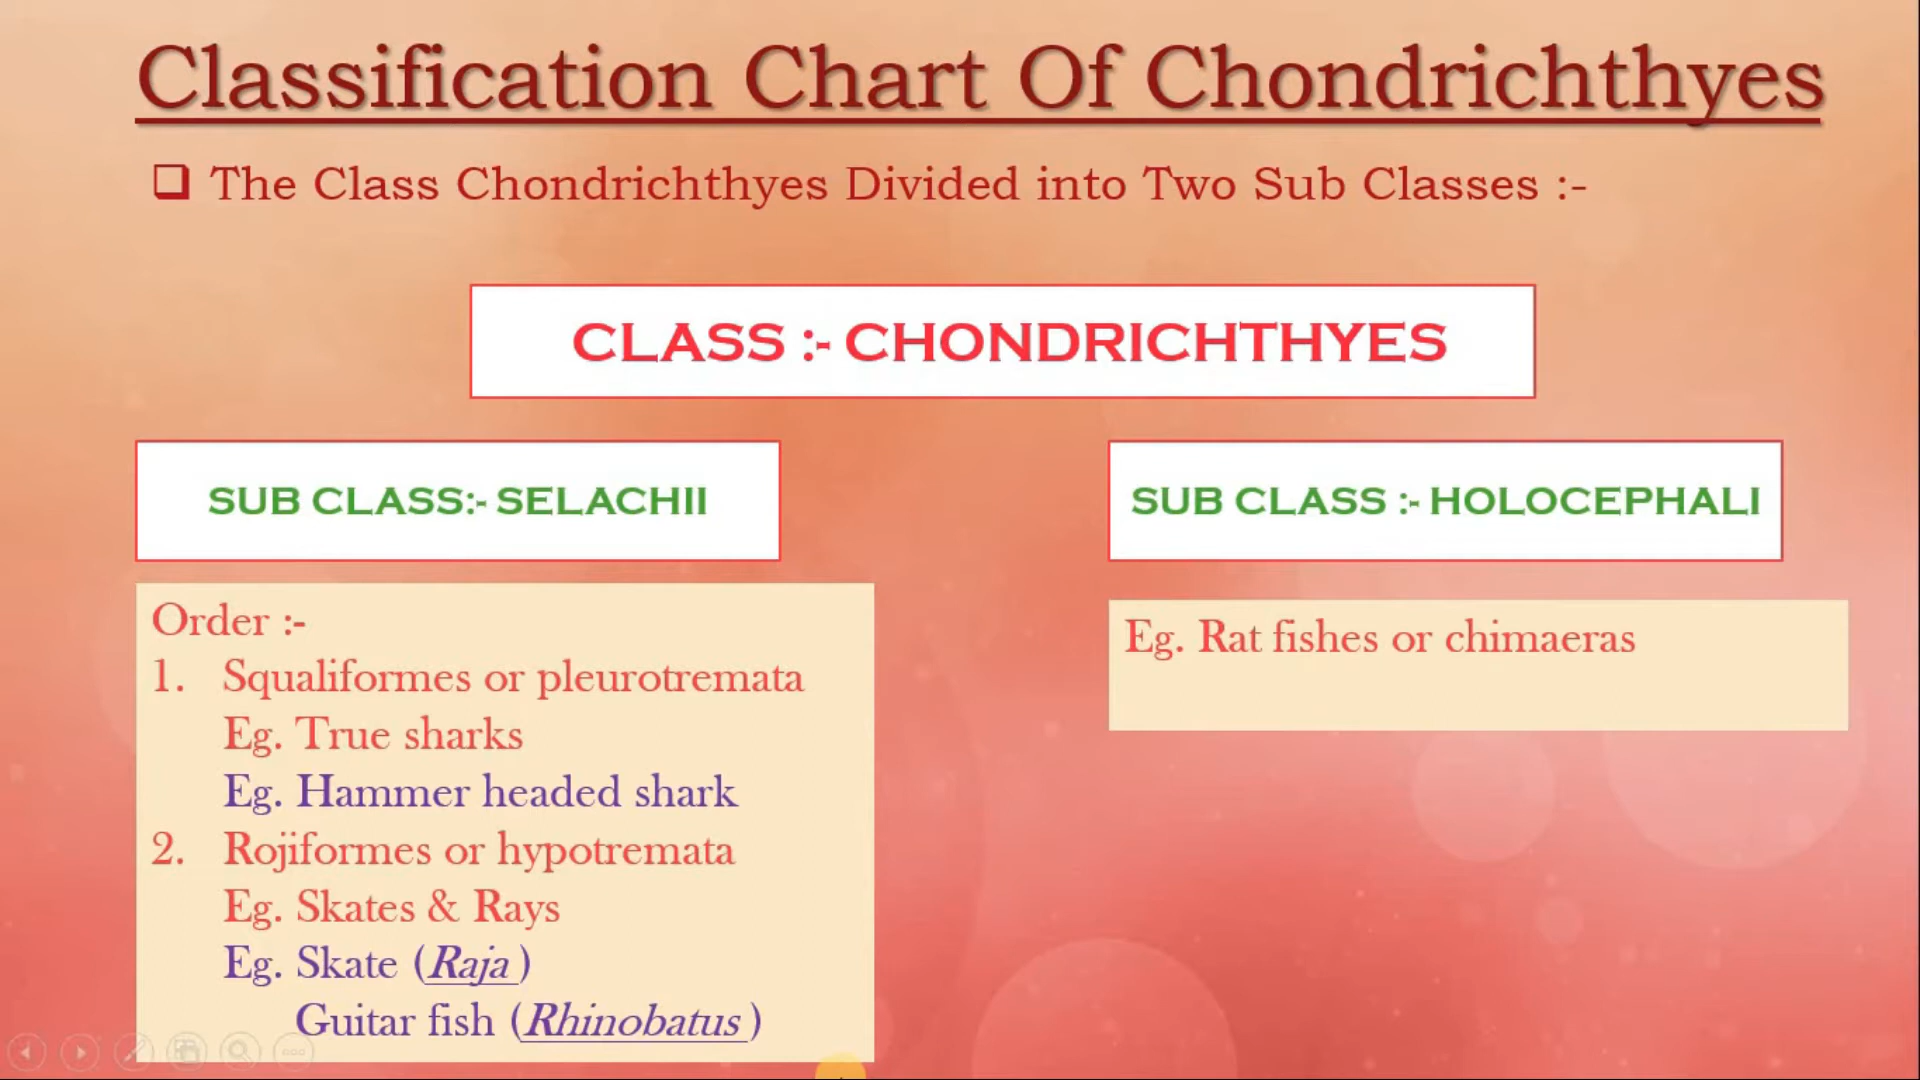 Classification Chart Of Chondrichthyes
The Class Chondrichthyes Divided into Two Sub Classes :-
CLASS :- CHONDRICHTHYES
SUB CLASS:- SELACHII
SUB CLASS :- HOLOCEPHALI
Order :-
1. Squaliformes or pleurotremata
Eg. True sharks
Eg. Hammer headed shark
2. Rojiformes or hypotremata
Eg. Skates & Rays
Eg. Skate (Raja )
Guitar fish (Rhinobatus )
Eg. Rat fishes or chimaeras